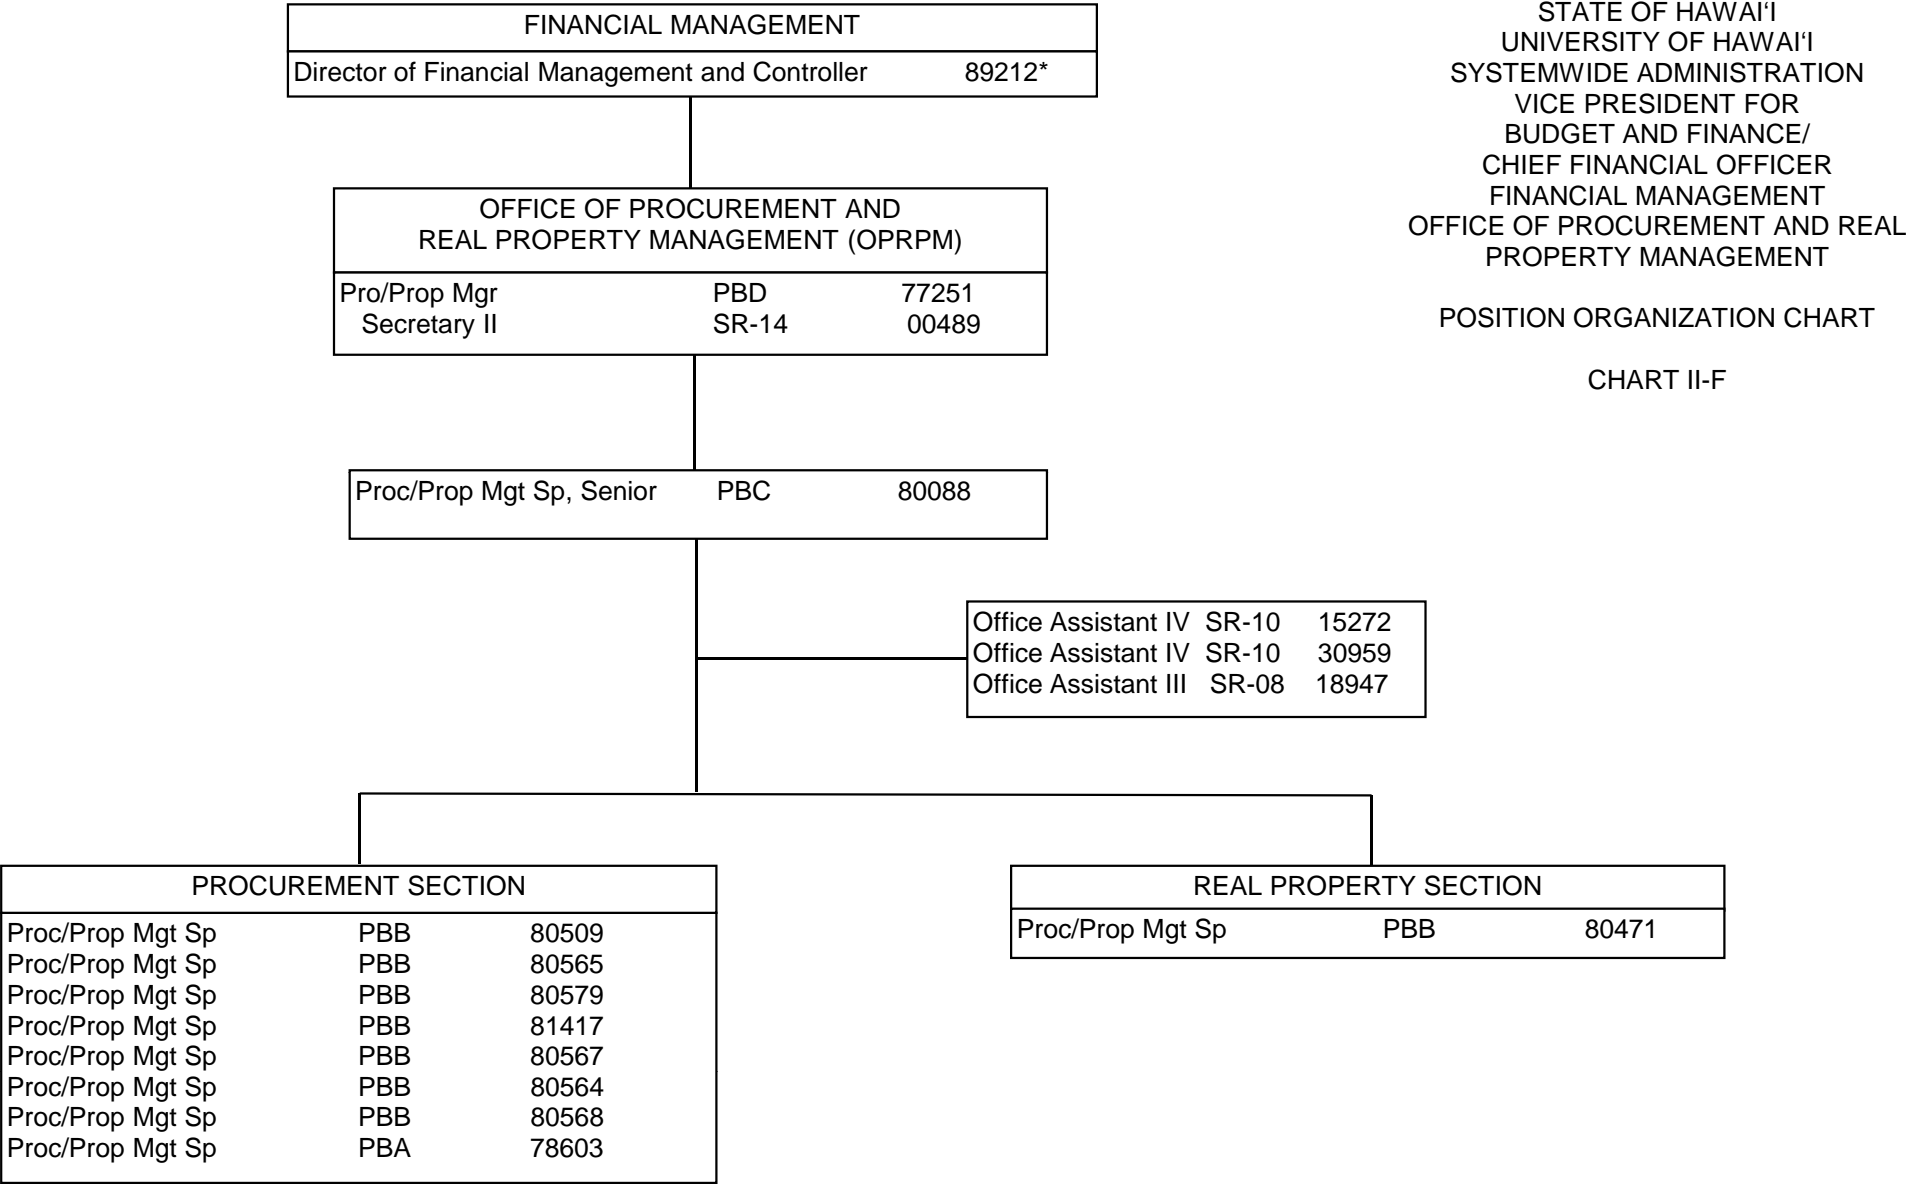 FINANCIAL MANAGEMENT
Director of Financial Management and Controller 89212*
STATE OF HAWAI‘I
UNIVERSITY OF HAWAI‘I
SYSTEMWIDE ADMINISTRATION
VICE PRESIDENT FOR
BUDGET AND FINANCE/
CHIEF FINANCIAL OFFICER
FINANCIAL MANAGEMENT
OFFICE OF PROCUREMENT AND REAL
PROPERTY MANAGEMENT
POSITION ORGANIZATION CHART
CHART II-F
OFFICE OF PROCUREMENT AND
REAL PROPERTY MANAGEMENT (OPRPM)
Pro/Prop Mgr PBD 77251
Secretary II SR-14 00489
Proc/Prop Mgt Sp, Senior PBC 80088
Office Assistant IV SR-10 15272
Office Assistant IV SR-10 30959
Office Assistant III SR-08 18947
PROCUREMENT SECTION
Proc/Prop Mgt Sp PBB 80509
Proc/Prop Mgt Sp PBB 80565
Proc/Prop Mgt Sp PBB 80579
Proc/Prop Mgt Sp PBB 81417
Proc/Prop Mgt Sp PBB 80567
Proc/Prop Mgt Sp PBB 80564
Proc/Prop Mgt Sp PBB 80568
Proc/Prop Mgt Sp PBA 78603
REAL PROPERTY SECTION
Proc/Prop Mgt Sp PBB 80471